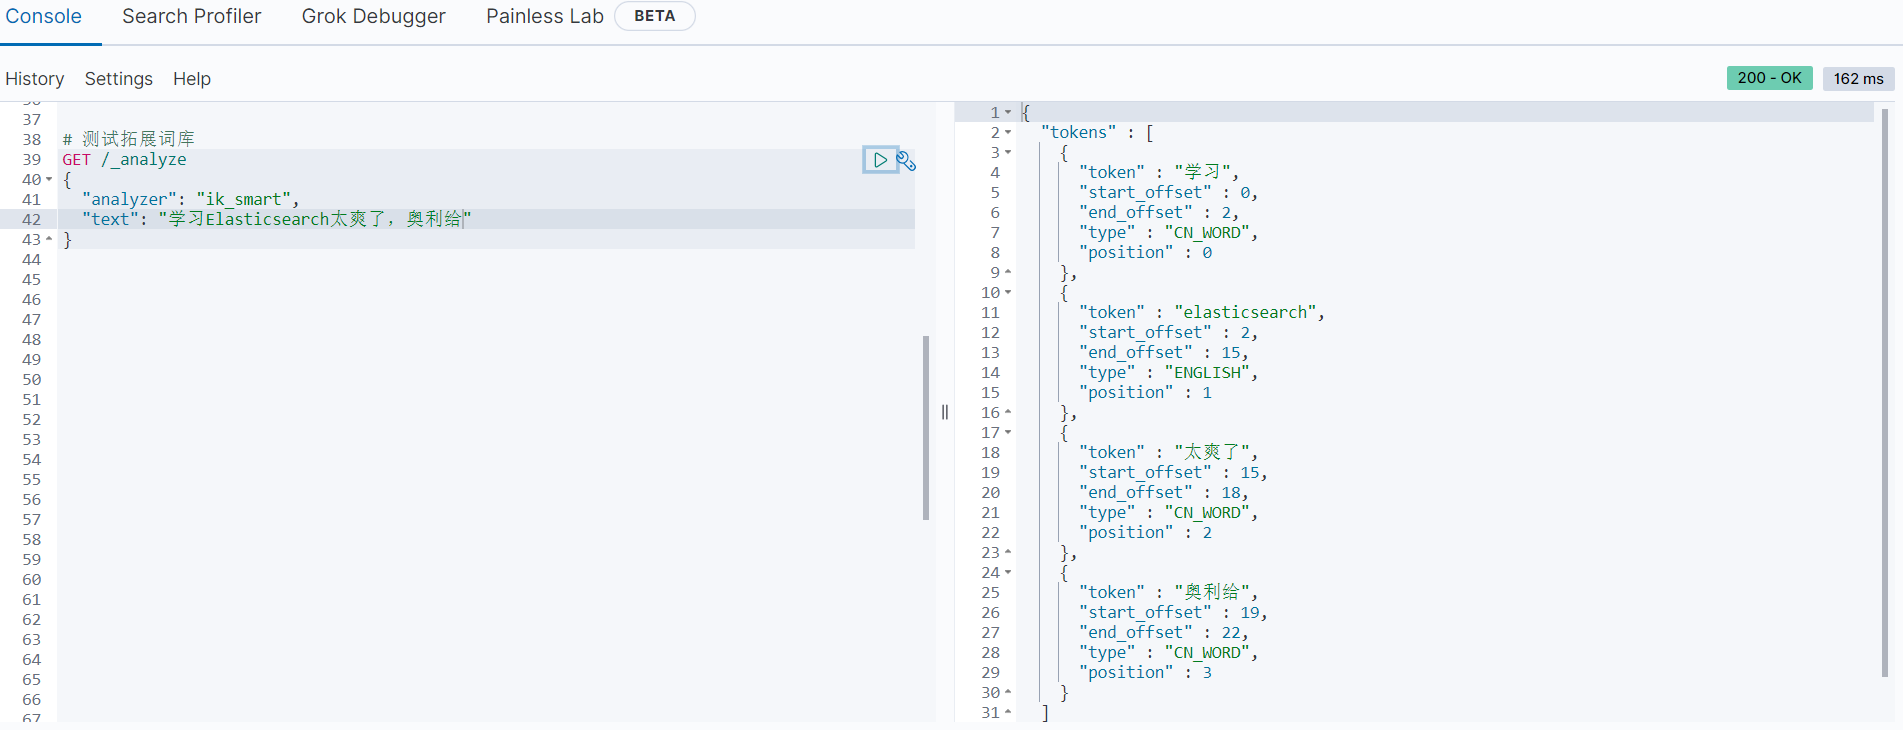 Console Search Profiler Grok Debugger Painless Lab BETA
History Settings Help
200 - OK 162 ms
37
38 # 测试拓展词库
39 GET /_analyze
40 {
41 "analyzer": "ik_smart",
42 "text": "学习Elasticsearch太爽了，奥利给"
43 }
44
45
46
47
48
49
50
51
52
53
54
55
56
57
58
59
60
61
62
63
64
65
66
67
1 {
2 "tokens" : [
3 {
4 "token" : "学习",
5 "start_offset" : 0,
6 "end_offset" : 2,
7 "type" : "CN_WORD",
8 "position" : 0
9 },
10 {
11 "token" : "elasticsearch",
12 "start_offset" : 2,
13 "end_offset" : 15,
14 "type" : "ENGLISH",
15 "position" : 1
16 },
17 {
18 "token" : "太爽了",
19 "start_offset" : 15,
20 "end_offset" : 18,
21 "type" : "CN_WORD",
22 "position" : 2
23 },
24 {
25 "token" : "奥利给",
26 "start_offset" : 19,
27 "end_offset" : 22,
28 "type" : "CN_WORD",
29 "position" : 3
30 }
31 ]